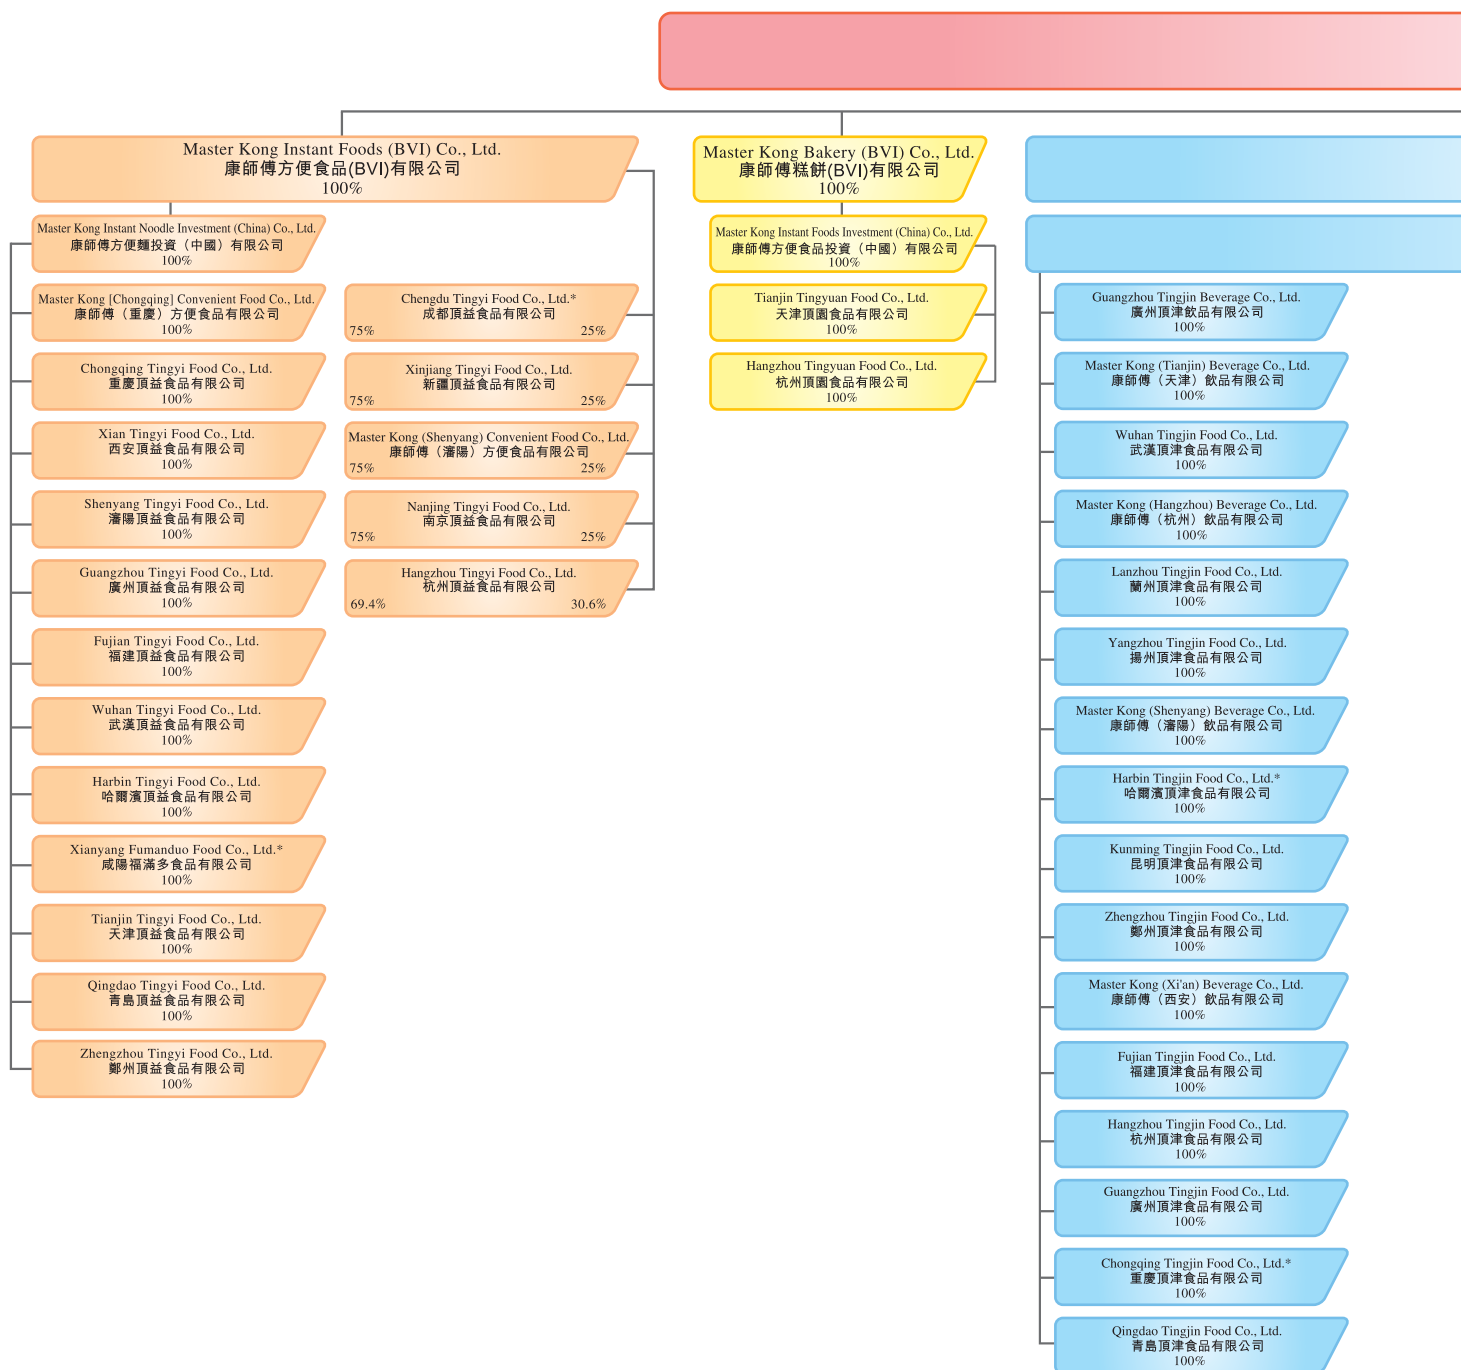 Master Kong Instant Foods (BVI) Co., Ltd.
康師傅方便食品(BVI)有限公司
100%
Master Kong Instant Noodle Investment (China) Co., Ltd.
康師傅方便麵投資（中國）有限公司
100%
Master Kong [Chongqing] Convenient Food Co., Ltd.
康師傅（重慶）方便食品有限公司
100%
Chongqing Tingyi Food Co., Ltd.
重慶頂益食品有限公司
100%
Xian Tingyi Food Co., Ltd.
西安頂益食品有限公司
100%
Shenyang Tingyi Food Co., Ltd.
瀋陽頂益食品有限公司
100%
Guangzhou Tingyi Food Co., Ltd.
廣州頂益食品有限公司
100%
Fujian Tingyi Food Co., Ltd.
福建頂益食品有限公司
100%
Wuhan Tingyi Food Co., Ltd.
武漢頂益食品有限公司
100%
Harbin Tingyi Food Co., Ltd.
哈爾濱頂益食品有限公司
100%
Xianyang Fumanduo Food Co., Ltd.*
咸陽福滿多食品有限公司
100%
Tianjin Tingyi Food Co., Ltd.
天津頂益食品有限公司
100%
Qingdao Tingyi Food Co., Ltd.
青島頂益食品有限公司
100%
Zhengzhou Tingyi Food Co., Ltd.
鄭州頂益食品有限公司
100%
Chengdu Tingyi Food Co., Ltd.*
成都頂益食品有限公司
75% 25%
Xinjiang Tingyi Food Co., Ltd.
新疆頂益食品有限公司
75% 25%
Master Kong (Shenyang) Convenient Food Co., Ltd.
康師傅（瀋陽）方便食品有限公司
75% 25%
Nanjing Tingyi Food Co., Ltd.
南京頂益食品有限公司
75% 25%
Hangzhou Tingyi Food Co., Ltd.
杭州頂益食品有限公司
69.4% 30.6%
Master Kong Bakery (BVI) Co., Ltd.
康師傅糕餅(BVI)有限公司
100%
Master Kong Instant Foods Investment (China) Co., Ltd.
康師傅方便食品投資（中國）有限公司
100%
Tianjin Tingyuan Food Co., Ltd.
天津頂園食品有限公司
100%
Hangzhou Tingyuan Food Co., Ltd.
杭州頂園食品有限公司
100%
Guangzhou Tingjin Beverage Co., Ltd.
廣州頂津飲品有限公司
100%
Master Kong (Tianjin) Beverage Co., Ltd.
康師傅（天津）飲品有限公司
100%
Wuhan Tingjin Food Co., Ltd.
武漢頂津食品有限公司
100%
Master Kong (Hangzhou) Beverage Co., Ltd.
康師傅（杭州）飲品有限公司
100%
Lanzhou Tingjin Food Co., Ltd.
蘭州頂津食品有限公司
100%
Yangzhou Tingjin Food Co., Ltd.
揚州頂津食品有限公司
100%
Master Kong (Shenyang) Beverage Co., Ltd.
康師傅（瀋陽）飲品有限公司
100%
Harbin Tingjin Food Co., Ltd.*
哈爾濱頂津食品有限公司
100%
Kunming Tingjin Food Co., Ltd.
昆明頂津食品有限公司
100%
Zhengzhou Tingjin Food Co., Ltd.
鄭州頂津食品有限公司
100%
Master Kong (Xi'an) Beverage Co., Ltd.
康師傅（西安）飲品有限公司
100%
Fujian Tingjin Food Co., Ltd.
福建頂津食品有限公司
100%
Hangzhou Tingjin Food Co., Ltd.
杭州頂津食品有限公司
100%
Guangzhou Tingjin Food Co., Ltd.
廣州頂津食品有限公司
100%
Chongqing Tingjin Food Co., Ltd.*
重慶頂津食品有限公司
100%
Qingdao Tingjin Food Co., Ltd.
青島頂津食品有限公司
100%